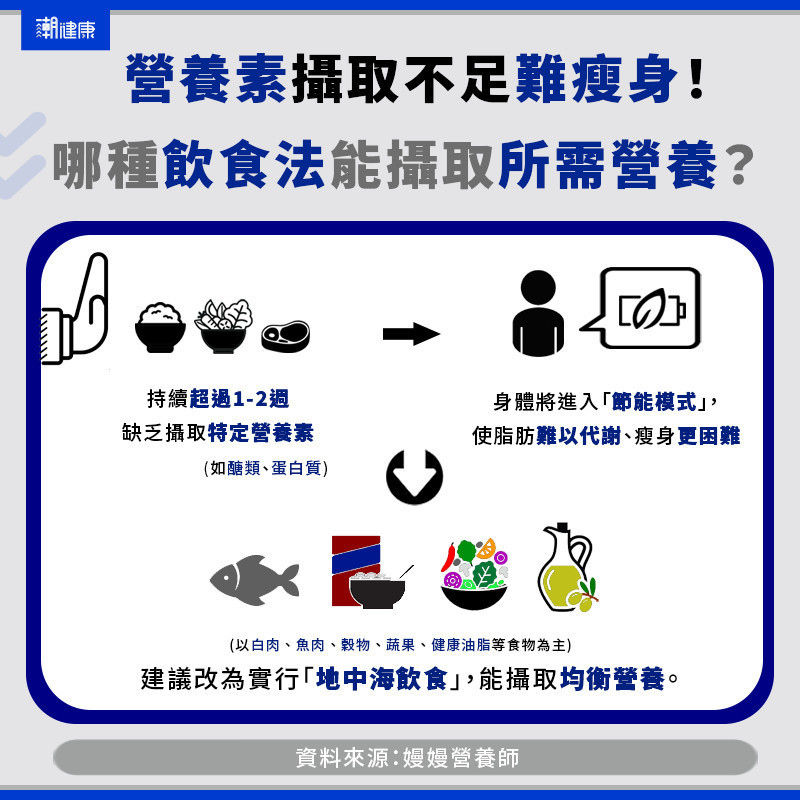 潮健康
營養素攝取不足難瘦身！
哪種飲食法能攝取所需營養？
持續超過1-2週
缺乏攝取特定營養素
(如醣類、蛋白質)
身體將進入「節能模式」，
使脂肪難以代謝、瘦身更困難
(以白肉、魚肉、穀物、蔬果、健康油脂等食物為主)
建議改為實行「地中海飲食」，能攝取均衡營養。
資料來源：嫚嫚營養師